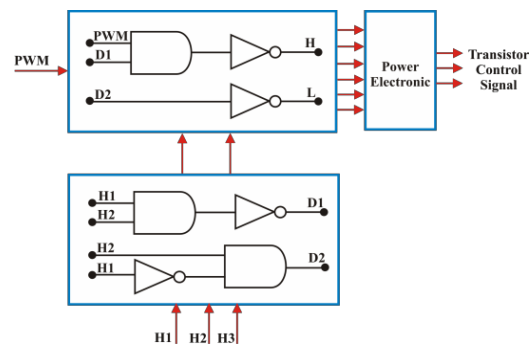 PWM
PWM
D1
H
D2
L
Power
Electronic
Transistor
Control
Signal
H1
H2
D1
H2
H1
D2
H1 H2 H3